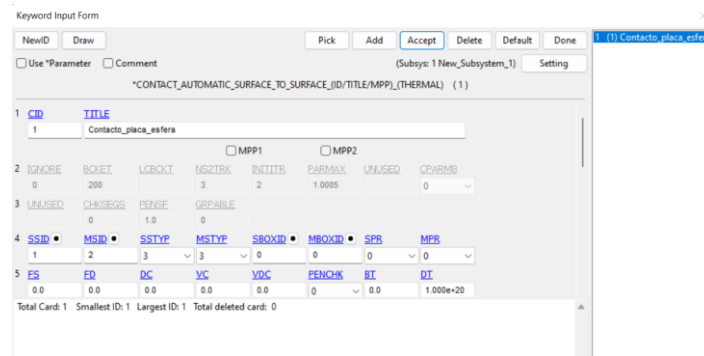 Keyword Input Form
NewID Draw Pick Add Accept Delete Default Done
1 (1) Contacto_placa_esfer
Use *Parameter Comment (Subsys: 1 New_Subsystem_1) Setting
*CONTACT_AUTOMATIC_SURFACE_TO_SURFACE_(ID/TITLE/MPP)_(THERMAL) (1)
1 CID TITLE
1 Contacto_placa_esfera
MPP1 MPP2
2 IGNORE BCKET LCBCKT NS2TRK INITITR PARMAX UNUSED CPARM8
0 200 3 2 1.0005 0
3 UNUSED CHKSEGS PENSF GRPABLE
0 1.0 0
4 SSID MSID SSTYP MSTYP SBOXID MBOXID SPR MPR
1 2 3 3 0 0 0 0
5 FS FD DC VC VDC PENCHK BT DT
0.0 0.0 0.0 0.0 0.0 0 0.0 1.000e+20
Total Card: 1 Smallest ID: 1 Largest ID: 1 Total deleted card: 0